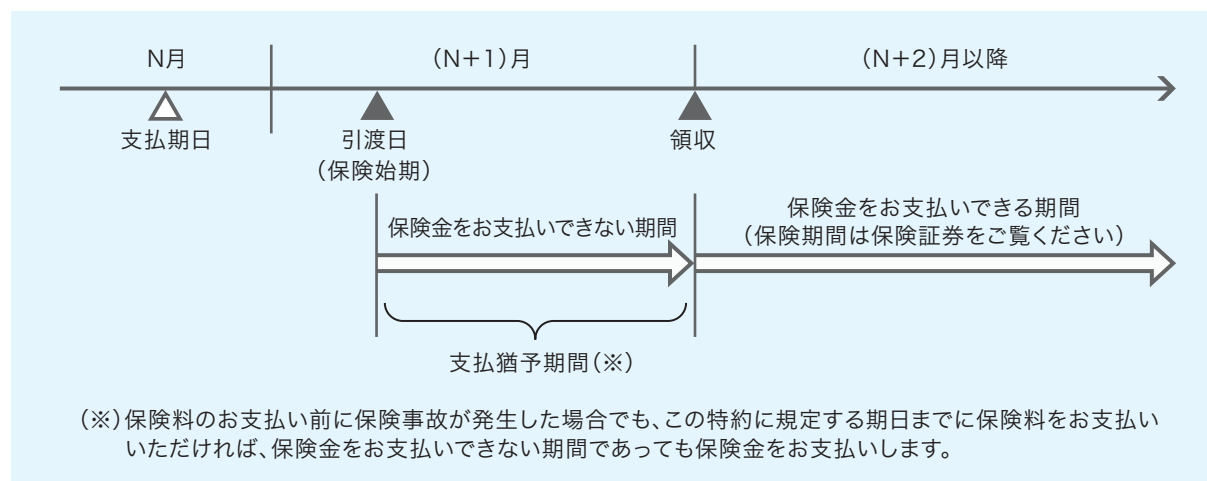 N月
(N+1)月
(N+2)月以降
支払期日
引渡日
(保険始期)
領収
保険金をお支払いできない期間
保険金をお支払いできる期間
(保険期間は保険証券をご覧ください)
支払猶予期間(※)
(※)保険料のお支払い前に保険事故が発生した場合でも、この特約に規定する期日までに保険料をお支払い
いただければ、保険金をお支払いできない期間であっても保険金をお支払いします。